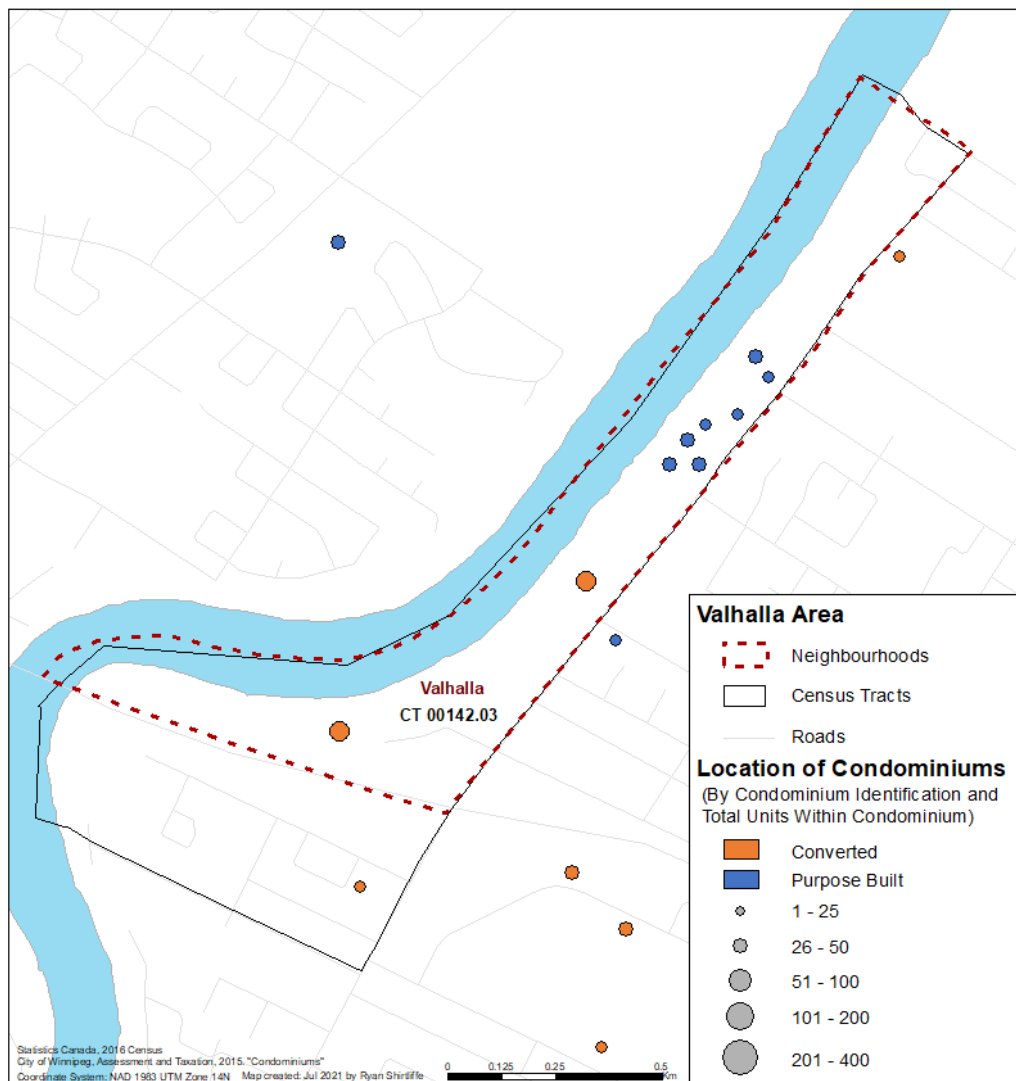 Valhalla
CT 00142.03
Valhalla Area
Neighbourhoods
Census Tracts
Roads
Location of Condominiums
(By Condominium Identification and
Total Units Within Condominium)
Converted
Purpose Built
1 - 25
26 - 50
51 - 100
101 - 200
201 - 400
Statistics Canada, 2016 Census
City of Winnipeg, Assessment and Taxation, 2015. "Condominiums"
Coordinate System: NAD 1983 UTM Zone 14N Map created: Jul 2021 by Ryan Shirtliffe
0 0.125 0.25 0.5
Km